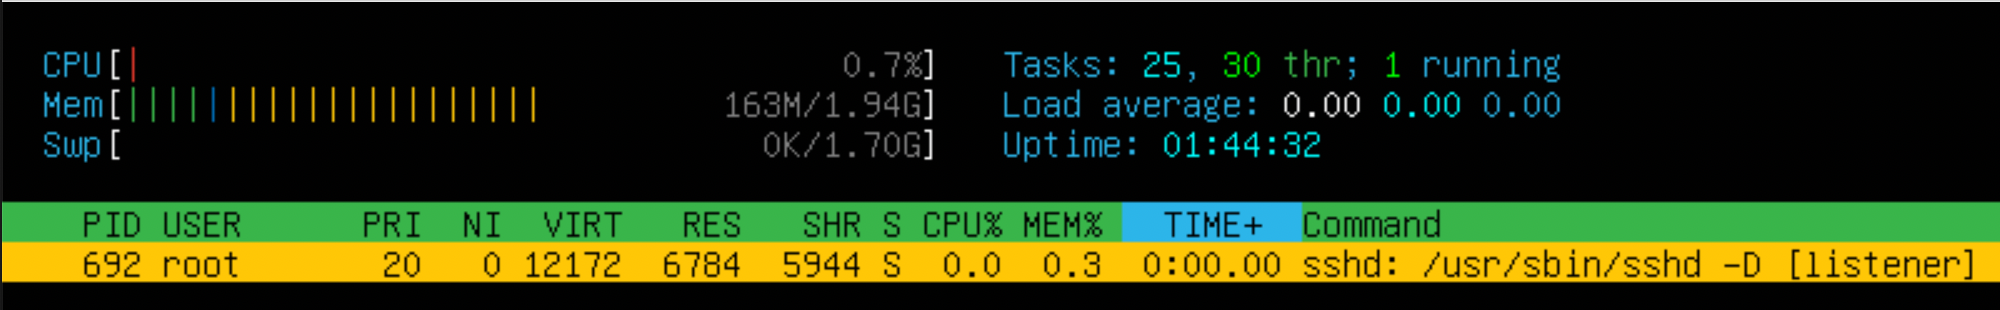 CPU[| 0.7%] Tasks: 25, 30 thr; 1 running
Mem[||||||||||||||||||||||||| 163M/1.94G] Load average: 0.00 0.00 0.00
Swp[ 0K/1.70G] Uptime: 01:44:32
PID USER PRI NI VIRT RES SHR S CPU% MEM% TIME+ Command
692 root 20 0 12172 6784 5944 S 0.0 0.3 0:00.00 sshd: /usr/sbin/sshd -D [listener]